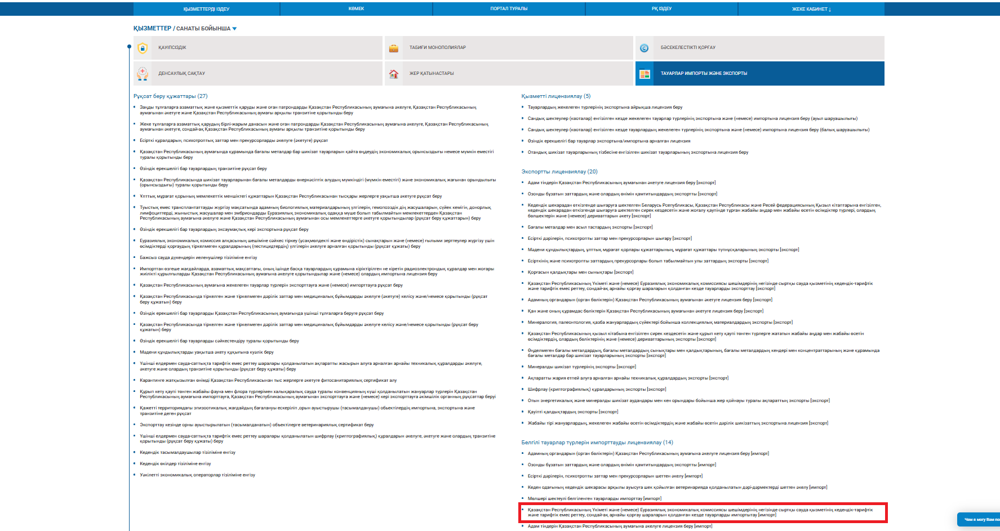 ҚЫЗМЕТТЕРДІ ІЗДЕУ
КӨМЕК
ПОРТАЛ ТУРАЛЫ
РҚ ІЗДЕУ
ЖЕКЕ КАБИНЕТ ↓
ҚЫЗМЕТТЕР / САНАТЫ БОЙЫНША
ҚАУІПСІЗДІК
ТАБИҒИ МОНОПОЛИЯЛАР
БӘСЕКЕЛЕСТІКТІ ҚОРҒАУ
ДЕНСАУЛЫҚ САҚТАУ
ЖЕР ҚАТЫНАСТАРЫ
ТАУАРЛАР ИМПОРТЫ ЖӘНЕ ЭКСПОРТЫ
Рұқсат беру құжаттары (27)
Заңды тұлғаларға азаматтық және қызметтік қаруды және оған патрондарды Қазақстан Республикасының аумағына әкелуге, Қазақстан Республикасының
аумағынан әкетуге және Қазақстан Республикасының аумағы арқылы транзитіне қорытынды беру
Жеке тұлғаларға азаматтық қарудың бірлі-жарым данасын және оған патрондарды Қазақстан Республикасының аумағына әкелуге, Қазақстан Республикасының
аумағынан әкетуге, сондай-ақ Қазақстан Республикасының аумағы арқылы транзитіне қорытынды беру
Есірткі құралдарын, психотроптық заттар мен прекурсорларды әкелуге (әкетуге) рұқсат
Қазақстан Республикасының аумағында құрамында бағалы металдар бар шикізат тауарларын қайта өңдеудің экономикалық орынсыздығы немесе мүмкін еместігі
туралы қорытынды беру
Өзіндік ерекшелігі бар тауарлардың транзитіне рұқсат беру
Қазақстан Республикасында шикізат тауарларынан бағалы металдарды өнеркәсіптік алудың мүмкіндігі (мүмкін еместігі) және экономикалық жағынан орындылығы
(орынсыздығы) туралы қорытынды беру
Ұлттық мұрағат қорының мемлекеттік меншіктегі құжаттарын Қазақстан Республикасынан тысқары жерлерге уақытша әкетуге рұқсат беру
Туыстық емес транспланттаттауды жүргізу мақсатында адамның биологиялық материалдарының үлгілерін, гемопоэздік дің жасушаларын, сүйек кемігін, донорлық
лимфоциттерді, жыныстық жасушалар мен эмбриондарды Еуразиялық экономикалық одаққа мүше болып табылмайтын мемлекеттерден Қазақстан
Республикасының аумағына әкелуге және Қазақстан Республикасының аумағынан осы мемлекеттерге әкетуге қорытындылар (рұқсат беру құжаттарын) беру
Өзіндік ерекшелігі бар тауарлардың эксаумақтық кері экспортына рұқсат беру
Еуразиялық экономикалық комиссия алқасының шешіміне сәйкес тіркеу (ұсақмөлдекті және өндірістік) сынақтарын және (немесе) ғылыми зерттеулер жүргізу үшін
өсімдіктерді қорғаудың тіркелмеген құралдарының (пестицидтердің) үлгілерін әкелуге арналған қорытынды (рұқсат құжаты) беру
Бажсыз сауда дүкендерін иеленушілер тізіліміне енгізу
Импорттан өзгеше жағдайларда, азаматтық мақсаттағы, оның ішінде басқа тауарлардың құрамына кіріктірілген не кіретін радиоэлектрондық құралдар мен жоғары
жиілікті құрылғыларды Қазақстан Республикасының аумағына әкелуге қорытындылар және (немесе) олардың импортына лицензия беру
Қазақстан Республикасының аумағына жекелеген тауарлар түрлерін экспорттауға және (немесе) импорттауға рұқсат беру
Қазақстан Республикасында тіркелген және тіркелмеген дәрілік заттар мен медициналық бұйымдарды әкелуге (әкетуге) келісу және/немесе қорытынды (рұқсат
беру құжатын) беру
Өзіндік ерекшелігі бар тауарларды Қазақстан Республикасының аумағында үшінші тұлғаларға беруге рұқсат беру
Қазақстан Республикасында тіркелген және тіркелмеген дәрілік заттар мен медициналық бұйымдарды әкелуге келісу және/немесе қорытынды (рұқсат беру
құжатын) беру
Өзіндік ерекшелігі бар тауарларды сәйкестендіру туралы қорытынды беру
Мәдени құндылықтарды уақытша әкету құқығына куәлік беру
Үшінші елдермен сауда-саттықта тарифтік емес реттеу шаралары қолданылатын ақпаратты жасырын алуға арналған арнайы техникалық құралдарды әкелуге,
әкетуге және олардың транзитіне қорытынды (рұқсат беру құжаты) беру
Карантинге жатқызылған өнімді Қазақстан Республикасынан тыс жерлерге әкетуге фитосанитариялық сертификат алу
Құрып кету қаупі төнген жабайы фауна мен флора түрлерімен халықаралық сауда туралы конвенцияның күші қолданылатын жануарлар түрлерін Қазақстан
Республикасының аумағына импорттауға, Қазақстан Республикасының аумағынан экспорттауға және (немесе) кері экспорттауға әкімшілік органның рұқсаттар беруі
Қажетті территориядағы эпизоотикалық жағдайдың бағалануы ескеріліп ,орын ауыстырушы (тасымалданушы) обьектілердің импортына, экспортына және
транзитіне деген рұқсат
Экспорттау кезінде орны ауыстырылатын (тасымалданатын) объектілерге ветеринариялық сертификат беру
Үшінші елдермен сауда-саттықта тарифтік емес реттеу шаралары қолданылатын шифрлау (криптографиялық) құралдарын әкелуге, әкетуге және олардың транзитіне
қорытынды (рұқсат беру құжаты) беру
Кедендік тасымалдаушылар тізіліміне енгізу
Кедендік өкілдер тізіліміне енгізу
Уәкілетті экономикалық операторлар тізіліміне енгізу
Қызметті лицензиялау (5)
Тауарлардың жекелеген түрлерінің экспортына айрықша лицензия беру
Сандық шектеулер (квоталар) енгізілген кезде жекелеген тауарлар түрлерінің экспортына және (немесе) импортына лицензия беру (ауыл шаруашылығы)
Сандық шектеулер (квоталар) енгізілген кезде тауарлардың жекелеген түрлерінің экспортына және (немесе) импортына лицензия беру (балық шаруашылығы)
Өзіндік ерекшелігі бар тауарлар экспортына/импортына арналған лицензия
Отандық шикізат тауарларының тізбесіне енгізілген шикізат тауарларының экспортына лицензия беру
Экспортты лицензиялау (20)
Адам тіндерін Қазақстан Республикасының аумағынан әкетуге лицензия беру [экспорт]
Озонды бұзатын заттардың және олардың өнімін қамтитындардың экспортты [экспорт]
Кедендік шекарадан өткізгенде шығаруға шектелген Беларусь Рсепубликасы, Қазақстан Республикасы және Ресей федерациясының Қызыл кітаптарына енгізілген,
кедендік шекарадан өткізгенде шығаруға шектелген сирек кездесетін және жоғалу қаупінде тұрған жабайы аңдар мен жабайы өсетін өсімдіктер түрлері, олардың
бөлшектерін және (немесе) дериваттарын әкету [экспорт]
Бағалы металдар мен асыл тастардың экспорты [экспорт]
Есірткі дәрілерін, психотропты заттар мен прекурсорларын шығару [экспорт]
Мәдени құндылықтардың, ұлттық мұрағат қорлары құжаттарының, мұрағат құжаттары түпнұсқаларының экспорты [экспорт]
Есірткінің және психотропты заттардың прекурсорлары болып табылмайтын улы заттардың экспорты [экспорт]
Қорғасын қалдықтары мен сынықтары [экспорт]
Қазақстан Республикасының Үкіметі және (немесе) Еуразиялық экономикалық комиссиясы шешімдерінің негізінде сыртқы сауда қызметінің кедендік-тарифтік
және тарифтік емес реттеу, сондай-ақ арнайы қорғау шараларын қолданған кезде тауарларды экспорттау [экспорт]
Адамның органдарын (орган бөліктерін) Қазақстан Республикасының аумағынан әкетуге лицензия беру [экспорт]
Қан және оның құрамдас бөліктерін Қазақстан Республикасының аумағынан әкетуге лицензия беру [экспорт]
Минералогия, палеонтология, қазба жануарлардың сүйектері бойынша коллекциялық материалдардың экспорты [экспорт]
Қазақстан Республикасының қызыл кітабына енгізілген сирек кездесетін және құрып кету қаупі төнген түрлерге жататын жабайы аңдар мен жабайы өсетін
өсімдіктердің, олардың бөліктерінің және (немесе) дериваттарының экспорты [экспорт]
Өңделмеген бағалы металдардың, бағалы металдардың сынықтары мен қалдықтарының, бағалы металдардың кендері мен концентраттарының және құрамында
бағалы металдар бар шикізат тауарларының экспорты [экспорт]
Минералды шикізат түрлерінің экспорты [экспорт]
Ақпаратты жария етпей алуға арналған арнайы техникалық құралдардың экспорты [экспорт]
Шифрлау (криптографиялық) құралдарының экспорты [экспорт]
Отын энергетикалық және минералды шикізат аудандары мен кен орындары бойынша жер қойнауы туралы ақпараттың экспорты [экспорт]
Қауіпті қалдықтардың экспорты [экспорт]
Жабайы тірі жануарлардың, жекелеген жабайы өсетін өсімдіктердің және жабайы өсетін дәрілік шикізаттың экспортына лицензия [экспорт]
Белгілі тауарлар түрлерін импорттауды лицензиялау (14)
Адамның органдарын (орган бөліктерін) Қазақстан Республикасының аумағына әкелуге лицензия беру [импорт]
Озонды бұзатын заттардың және олардың өнімін қамтитындардың экспортты [импорт]
Есірткі дәрілерін, психотропты заттар мен прекурсорларын шеттен әкелу [импорт]
Кеден одағының кедендік шекарасы арқылы ауысуға шек қойылған ветеринарияда қолданылатын дәрі-дәрмектерді шеттен әкелу [импорт]
Мөлшері шектеулі белгіленген тауарларды импорттау [импорт]
Қазақстан Республикасының Үкіметі және (немесе) Еуразиялық экономикалық комиссиясы шешімдерінің негізінде сыртқы сауда қызметінің кедендік-тарифтік
және тарифтік емес реттеу, сондай-ақ арнайы қорғау шараларын қолданған кезде тауарларды импорытау [импорт]
Адам тіндерін Қазақстан Республикасының аумағына әкелуге лицензия беру [импорт]
Чем я могу Вам по